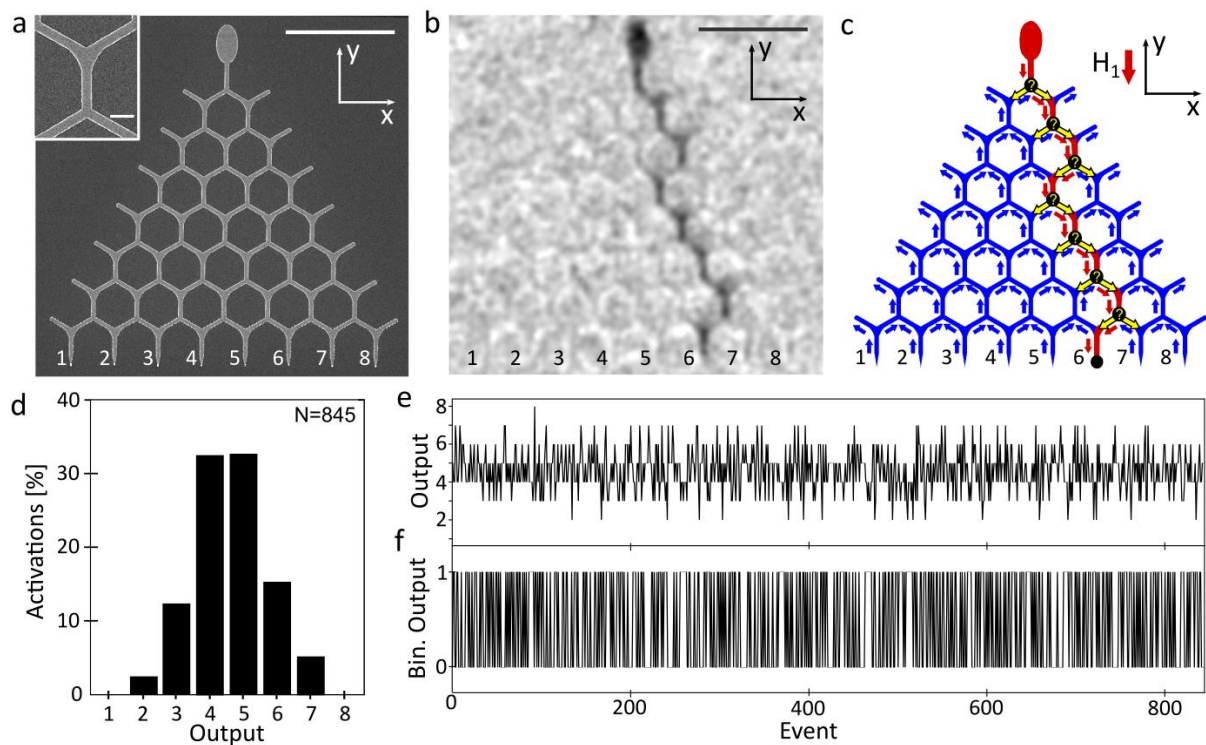 a
y
x
1 2 3 4 5 6 7 8
b
y
x
1 2 3 4 5 6 7 8
c
H1
y
x
? ? ? ? ? ? ? ?
1 2 3 4 5 6 7 8
d
N=845
Activations [%]
40
30
20
10
0
1 2 3 4 5 6 7 8
Output
e
Output
8
6
4
2
f
Bin. Output
1
0
0 200 400 600 800
Event